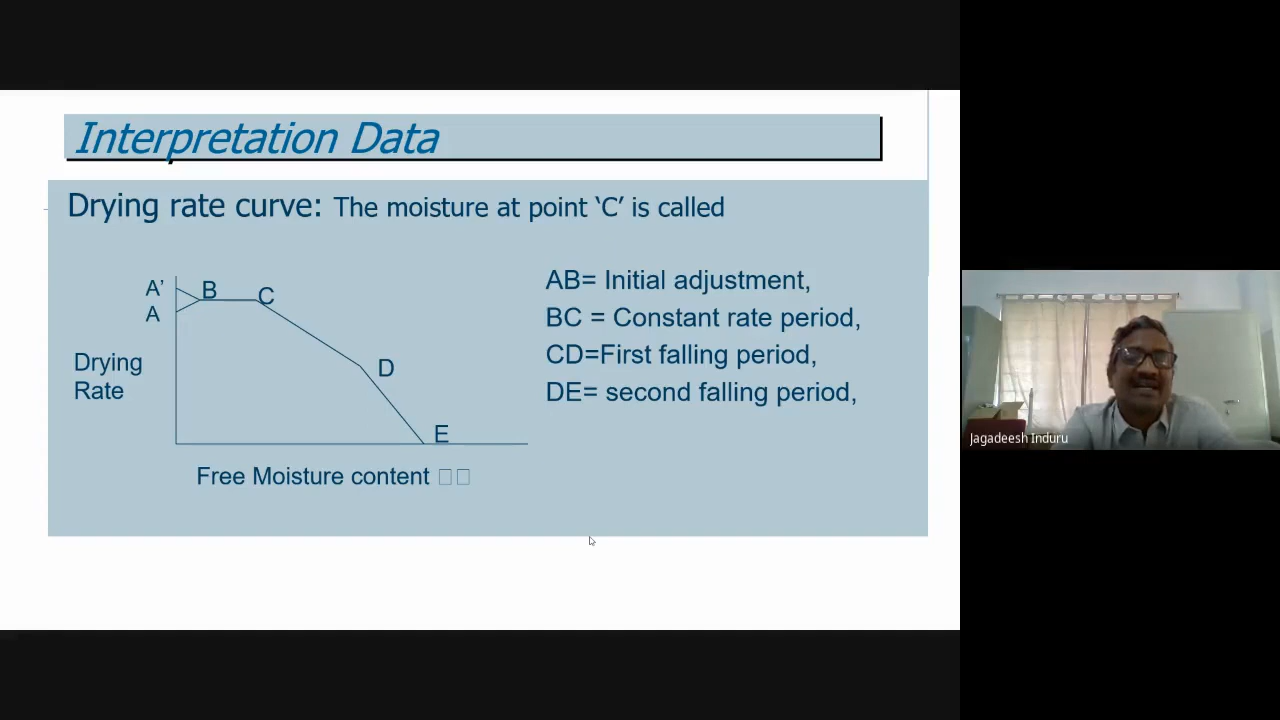 Interpretation Data
Drying rate curve: The moisture at point ‘C’ is called
A’
B
C
A
Drying
Rate
D
E
Free Moisture content
AB= Initial adjustment,
BC = Constant rate period,
CD=First falling period,
DE= second falling period,
Jagadeesh Induru